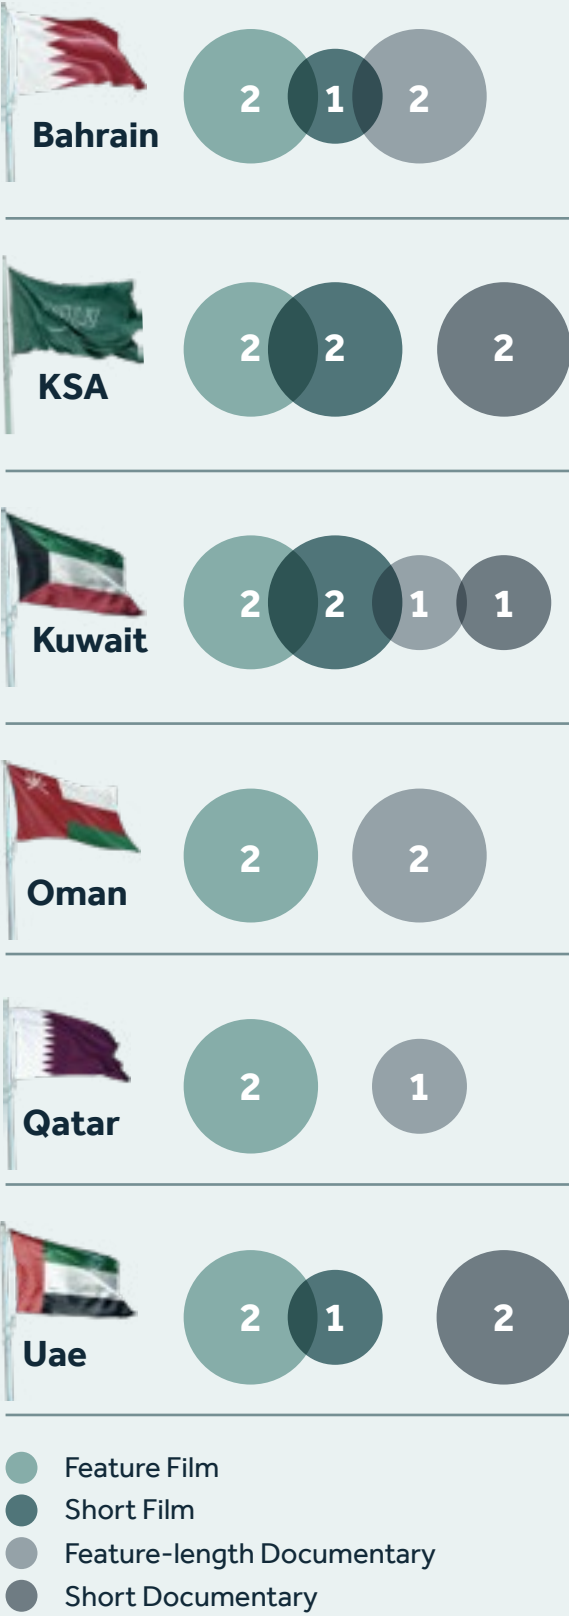 2 1 2
Bahrain
2 2 2
KSA
2 2 1 1
Kuwait
2 2
Oman
2 1
Qatar
2 1 2
Uae
Feature Film
Short Film
Feature-length Documentary
Short Documentary